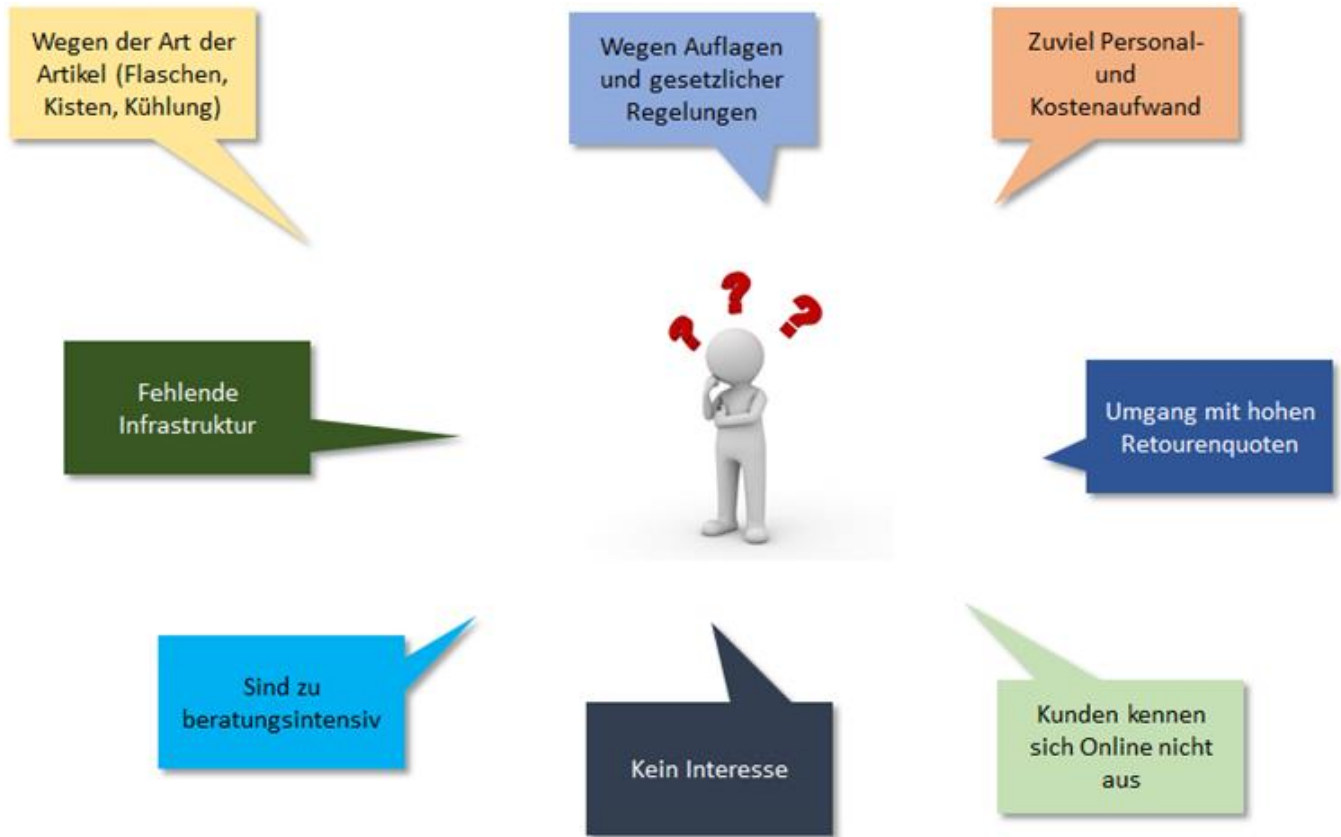 Wegen der Art der
Artikel (Flaschen,
Kisten, Kühlung)
Wegen Auflagen
und gesetzlicher
Regelungen
Zuviel Personal-
und
Kostenaufwand
? ? ?
Fehlende
Infrastruktur
Umgang mit hohen
Retourenquoten
Sind zu
beratungsintensiv
Kein Interesse
Kunden kennen
sich Online nicht
aus